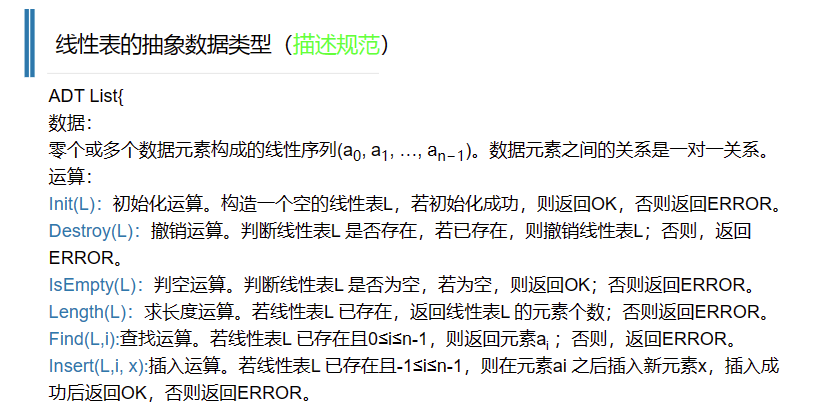 线性表的抽象数据类型（描述规范）
ADT List{
数据：
零个或多个数据元素构成的线性序列(a₀, a₁, …, aₙ₋₁)。数据元素之间的关系是一对一关系。
运算：
Init(L)：初始化运算。构造一个空的线性表L，若初始化成功，则返回OK，否则返回ERROR。
Destroy(L)：撤销运算。判断线性表L 是否存在，若已存在，则撤销线性表L；否则，返回
ERROR。
IsEmpty(L)：判空运算。判断线性表L 是否为空，若为空，则返回OK；否则返回ERROR。
Length(L)：求长度运算。若线性表L 已存在，返回线性表L 的元素个数；否则返回ERROR。
Find(L,i):查找运算。若线性表L 已存在且0≤i≤n-1，则返回元素aᵢ ；否则，返回ERROR。
Insert(L,i, x):插入运算。若线性表L 已存在且-1≤i≤n-1，则在元素ai 之后插入新元素x，插入成
功后返回OK，否则返回ERROR。